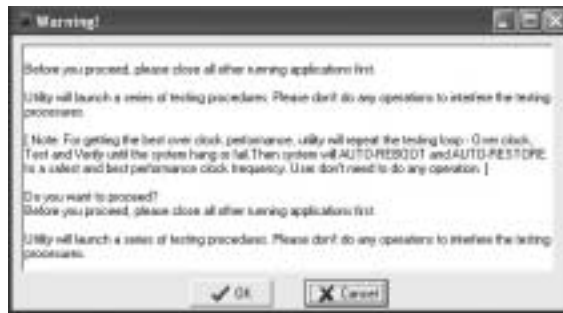 Warning!
Before you proceed, please close all other running applications first
Utility will launch a series of testing procedures. Please don't do any operations to interfere the testing
procedures.
[ Note: For getting the best over clock performance, utility will repeat the testing loop - Over clock,
Test and Verify until the system hang or fail. Then system will AUTO-REBOOT and AUTO-RESTORE
to a safest and best performance clock frequency. User don't need to do any operation. ]
Do you want to proceed?
Before you proceed, please close all other running applications first
Utility will launch a series of testing procedures. Please don't do any operations to interfere the testing
procedures.
OK
Cancel